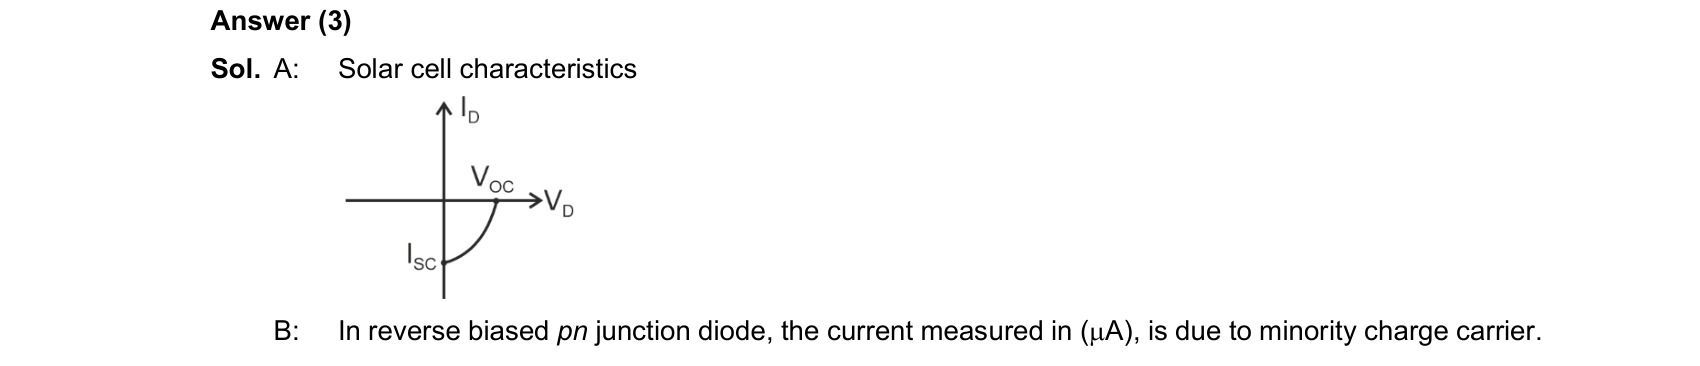 Answer (3)
Sol. A: Solar cell characteristics
I_D
V_OC
V_D
I_SC
B: In reverse biased pn junction diode, the current measured in (μA), is due to minority charge carrier.